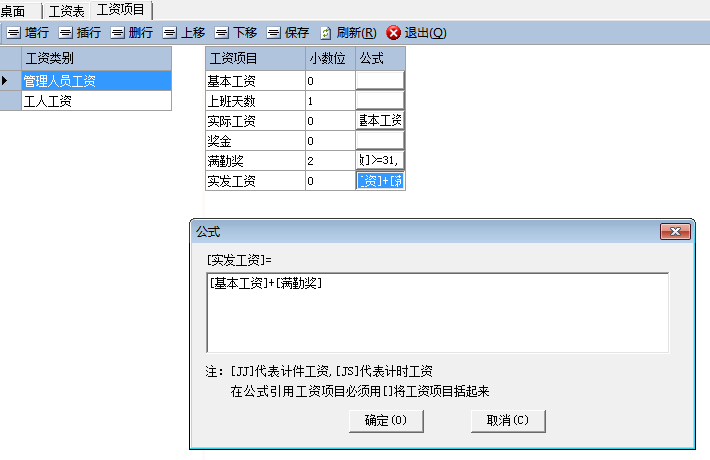 桌面 工资表 工资项目
增行 插行 删行 上移 下移 保存 刷新(R) 退出(Q)
工资类别
管理人员工资
工人工资
工资项目 小数位 公式
基本工资 0
上班天数 1
实际工资 0 基本工资
奖金 0
满勤奖 2 ]>=31,
实发工资 0 资]+[满
公式
[实发工资]=
[基本工资]+[满勤奖]
注: [JJ]代表计件工资,[JS]代表计时工资
在公式引用工资项目必须用[]将工资项目括起来
确定(O) 取消(C)